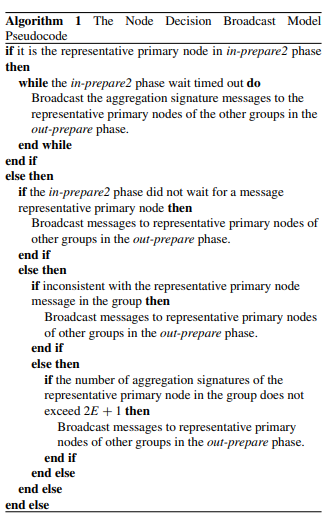 Algorithm 1 The Node Decision Broadcast Model
Pseudocode
if it is the representative primary node in in-prepare2 phase
then
while the in-prepare2 phase wait timed out do
Broadcast the aggregation signature messages to the
representative primary nodes of the other groups in the
out-prepare phase.
end while
end if
else then
if the in-prepare2 phase did not wait for a message
representative primary node then
Broadcast messages to representative primary nodes of
other groups in the out-prepare phase.
end if
else then
if inconsistent with the representative primary node
message in the group then
Broadcast messages to representative primary nodes
of other groups in the out-prepare phase.
end if
else then
if the number of aggregation signatures of the
representative primary node in the group does not
exceed 2E + 1 then
Broadcast messages to representative primary
nodes of other groups in the out-prepare phase.
end if
end else
end else
end else